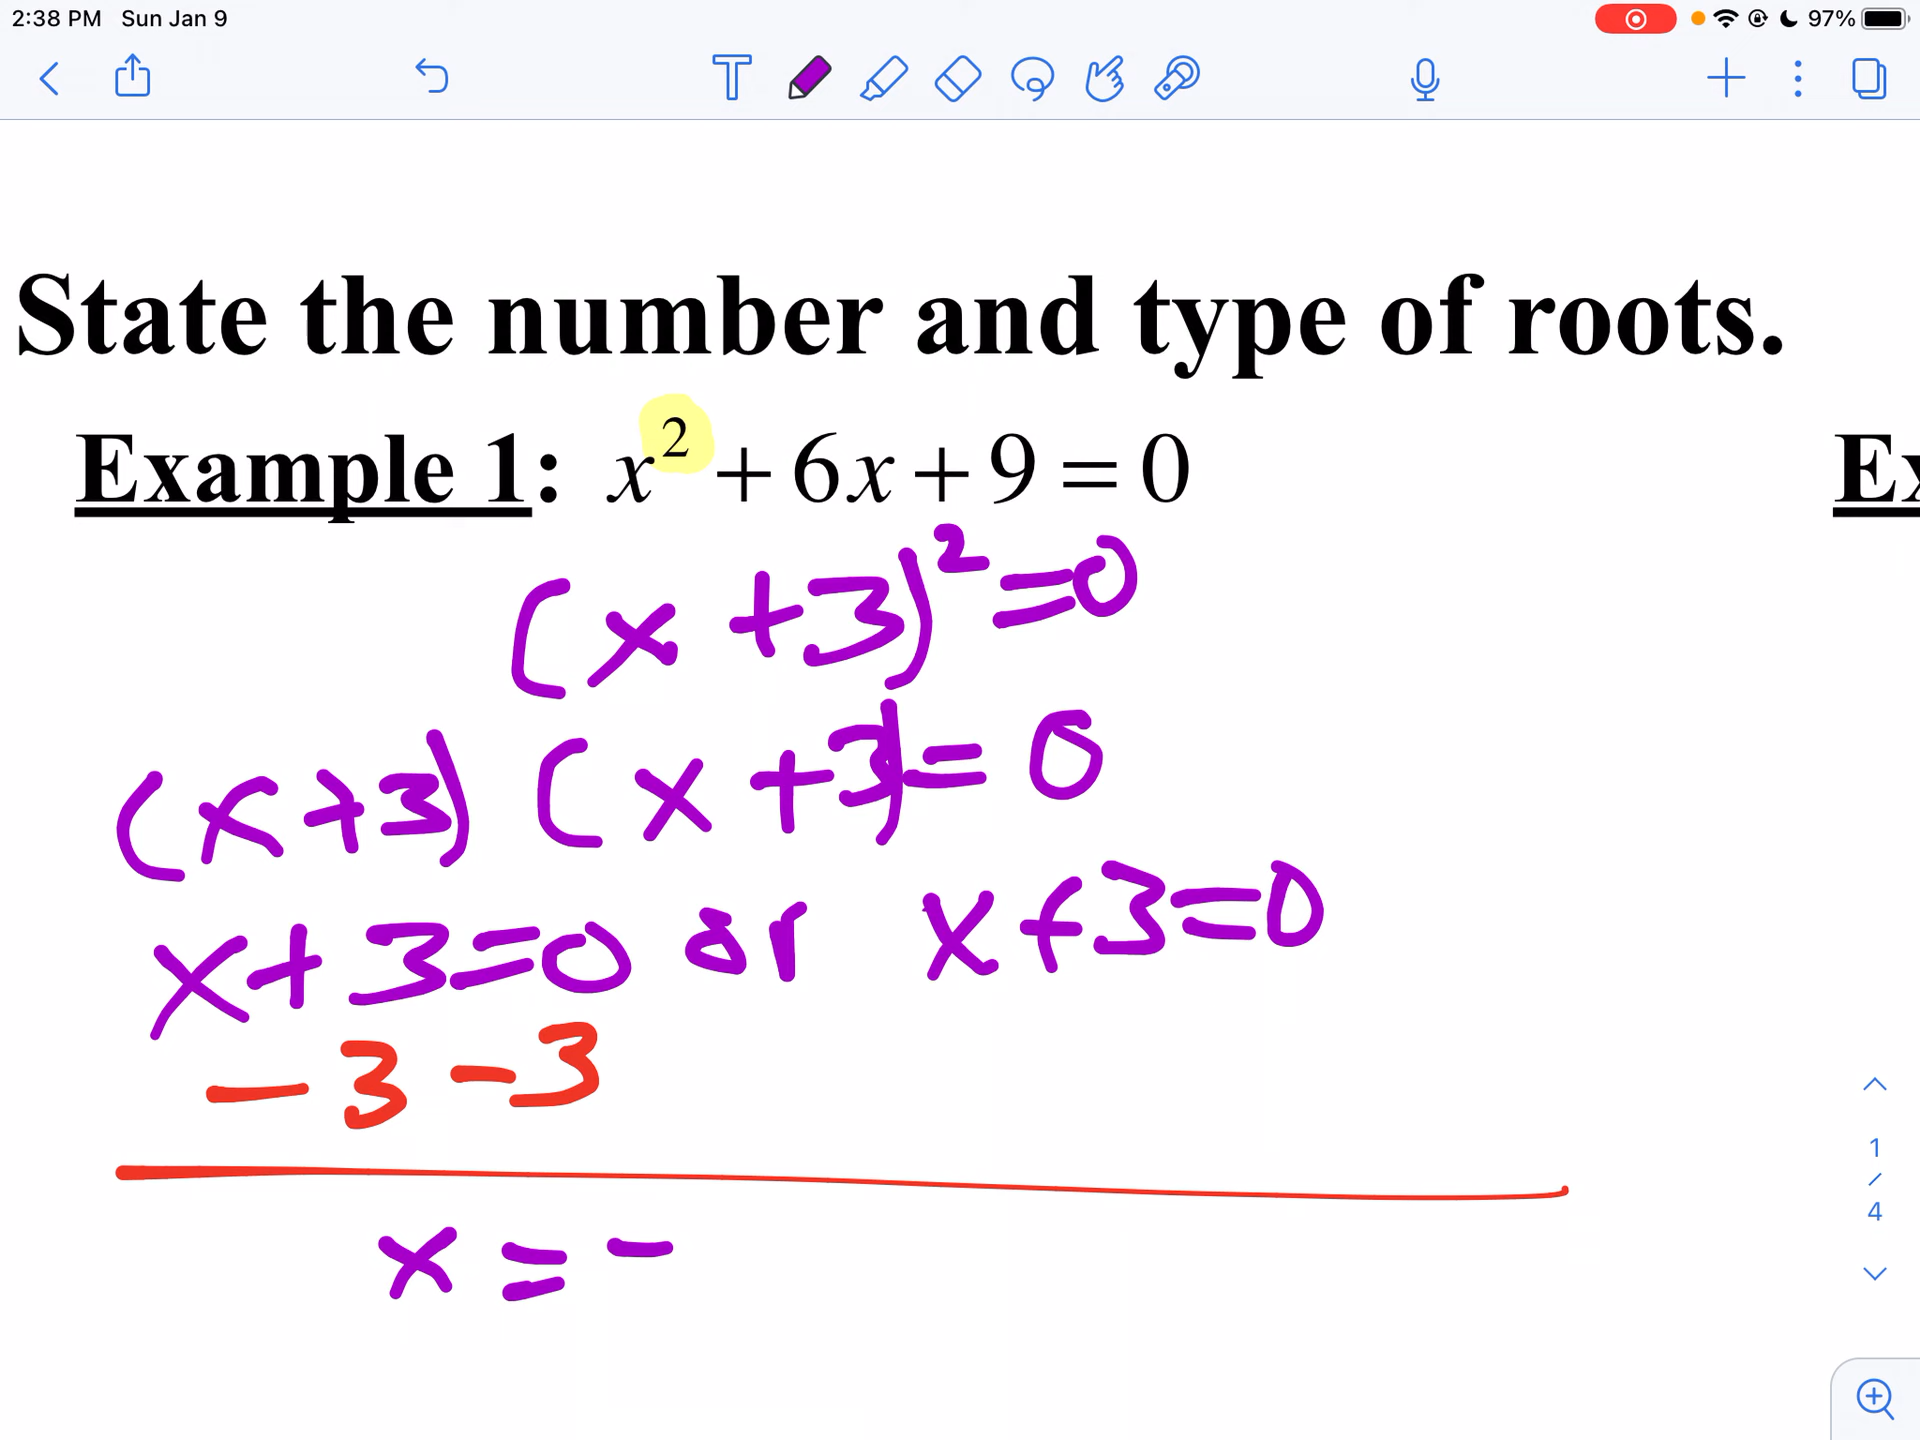 2:38 PM Sun Jan 9 97%
State the number and type of roots.
Example 1: x² + 6x + 9 = 0
Ex
(x + 3)² = 0
(x + 3) (x + 3) = 0
x + 3 = 0 or x + 3 = 0
- 3 - 3
x = -
1
/
4